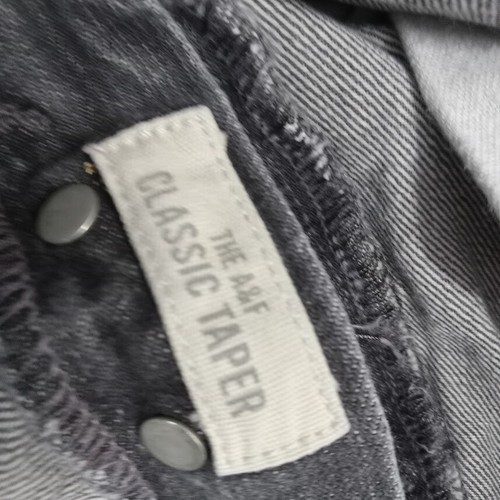 THE A&F
CLASSIC TAPER